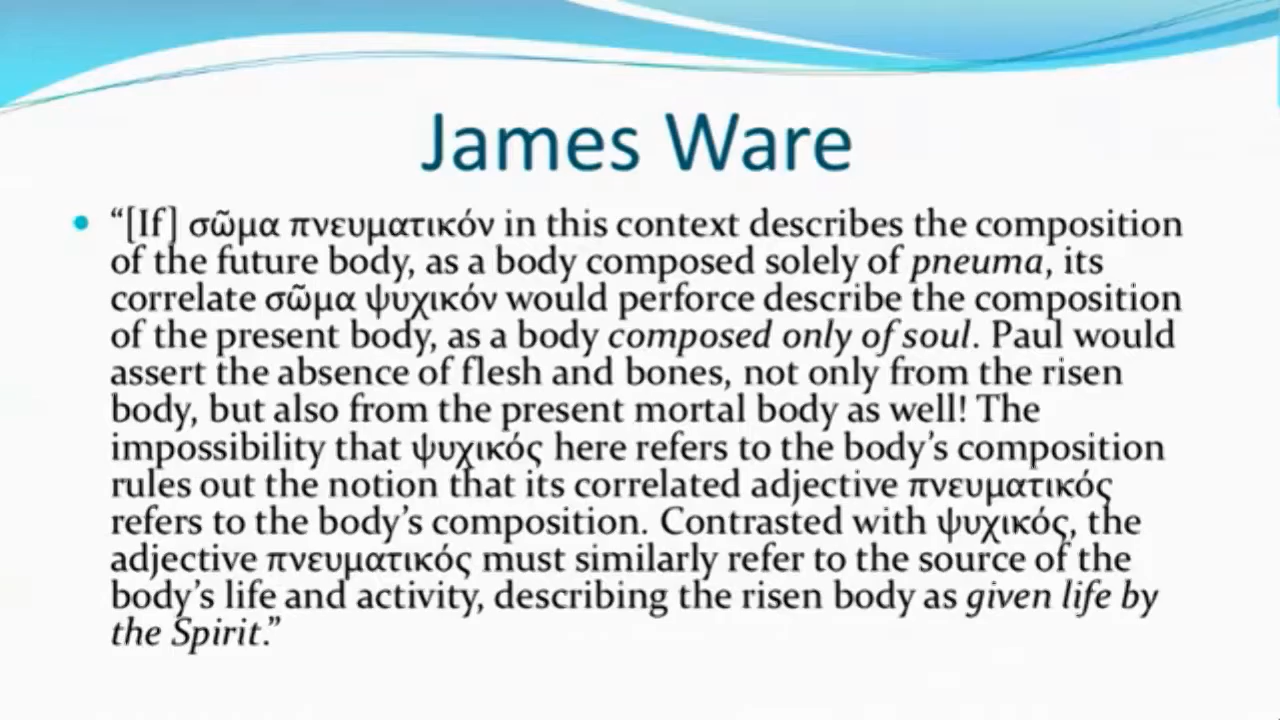 James Ware
• “[If] σῶμα πνευματικόν in this context describes the composition
of the future body, as a body composed solely of pneuma, its
correlate σῶμα ψυχικόν would perforce describe the composition
of the present body, as a body composed only of soul. Paul would
assert the absence of flesh and bones, not only from the risen
body, but also from the present mortal body as well! The
impossibility that ψυχικός here refers to the body’s composition
rules out the notion that its correlated adjective πνευματικός
refers to the body’s composition. Contrasted with ψυχικός, the
adjective πνευματικός must similarly refer to the source of the
body’s life and activity, describing the risen body as given life by
the Spirit.”